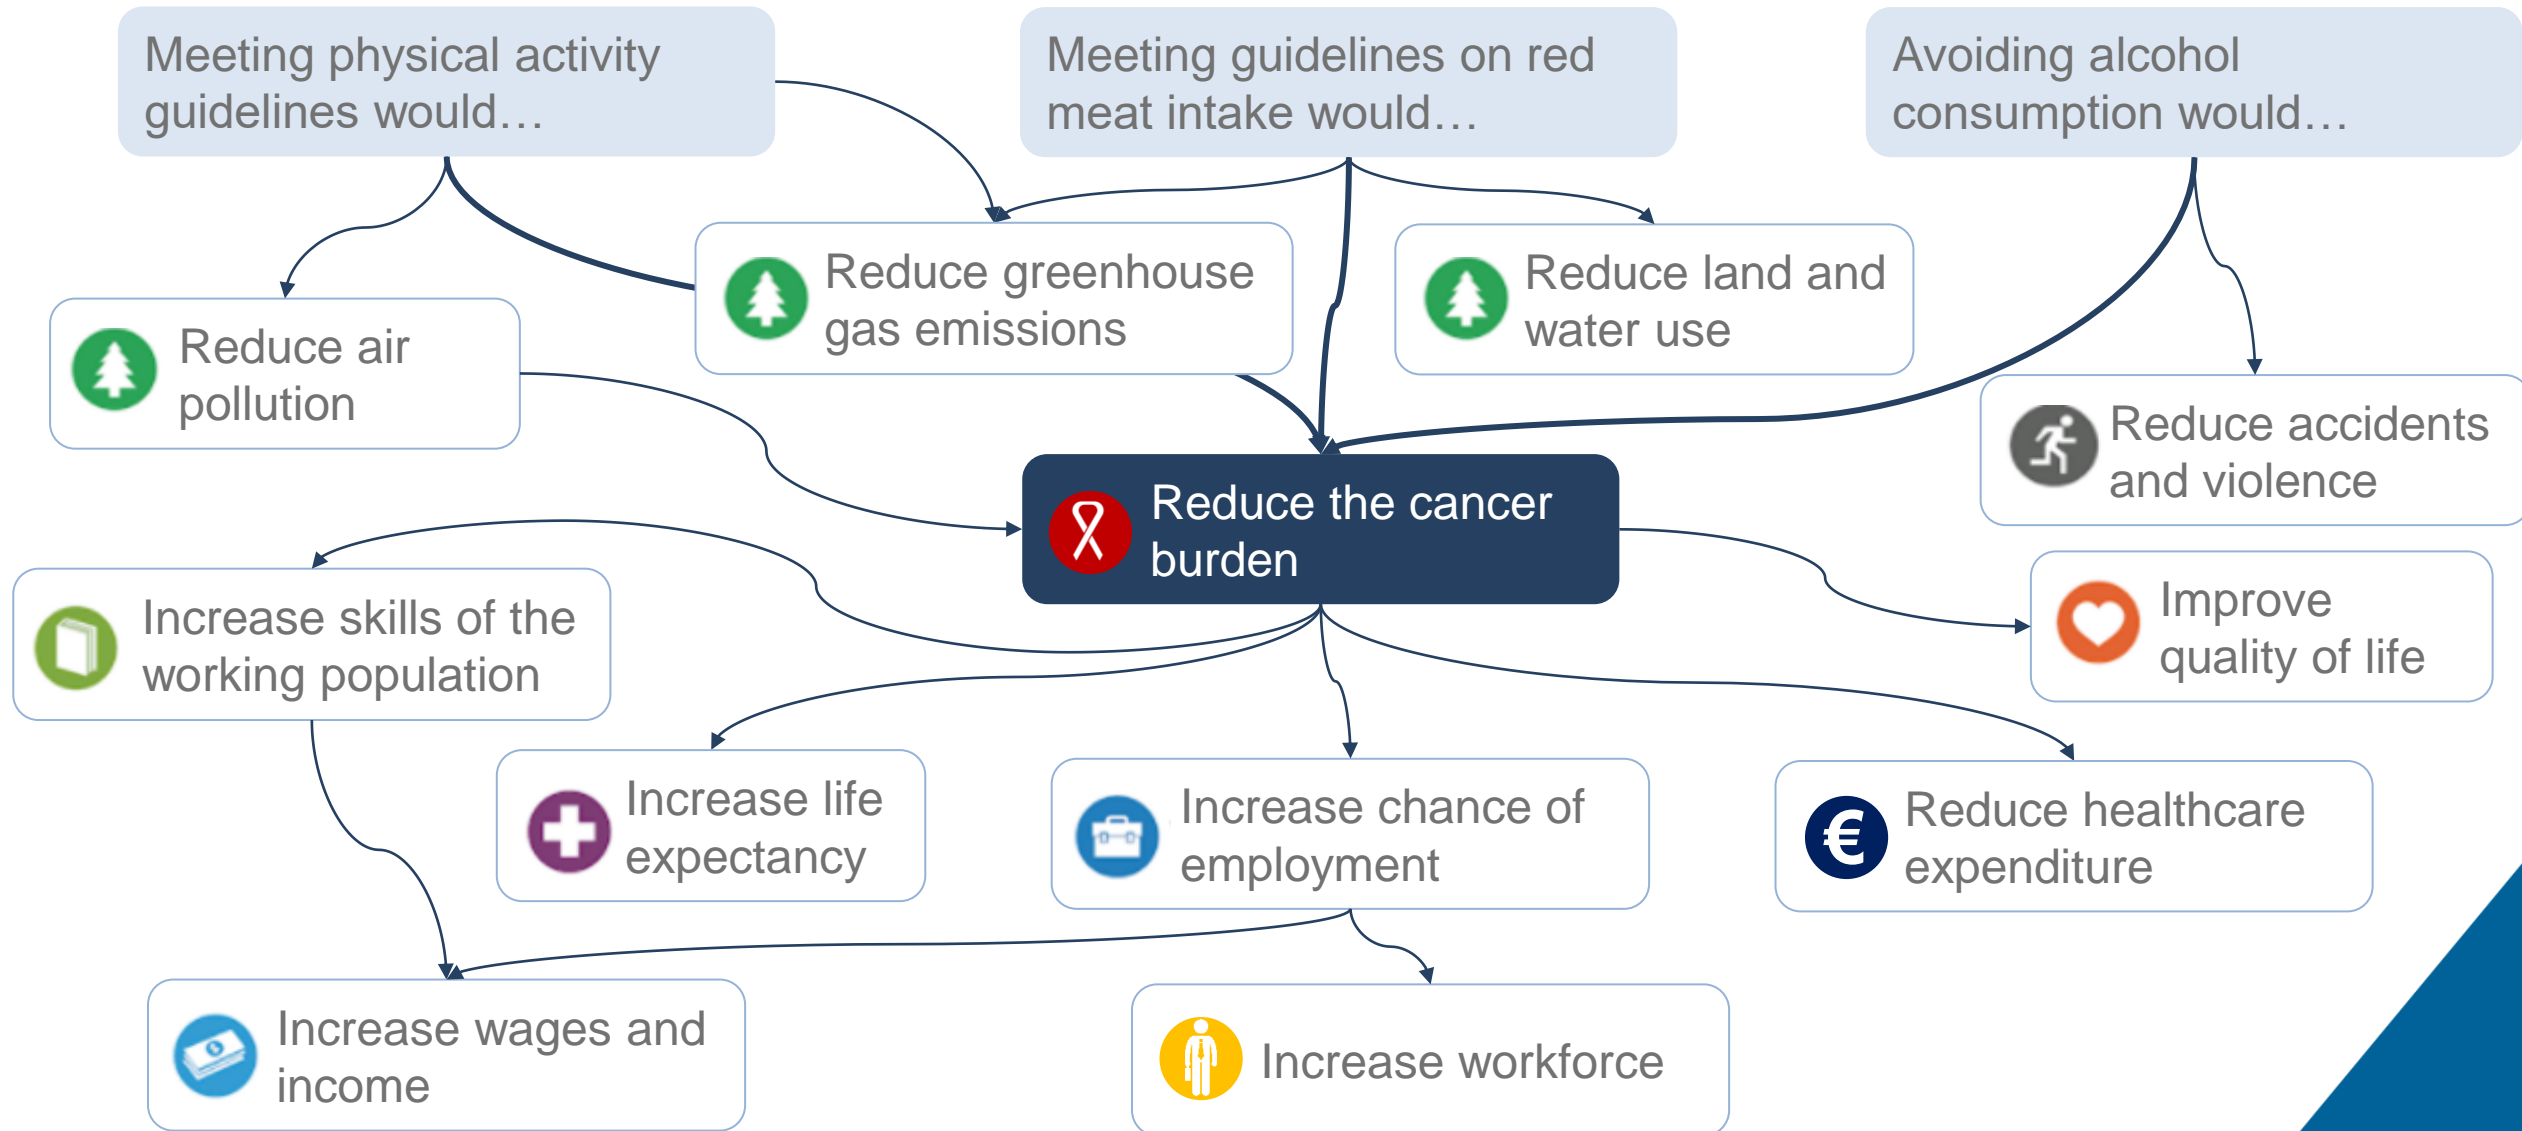 Meeting physical activity
guidelines would…
Meeting guidelines on red
meat intake would…
Avoiding alcohol
consumption would…
Reduce greenhouse
gas emissions
Reduce land and
water use
Reduce air
pollution
Reduce accidents
and violence
Reduce the cancer
burden
Increase skills of the
working population
Improve
quality of life
Increase life
expectancy
Increase chance of
employment
€
Reduce healthcare
expenditure
Increase wages and
income
Increase workforce